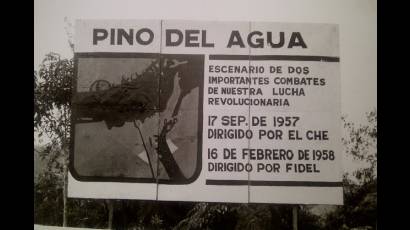 PINO DEL AGUA
ESCENARIO DE DOS
IMPORTANTES COMBATES
DE NUESTRA LUCHA
REVOLUCIONARIA
17 SEP. DE 1957
DIRIGIDO POR EL CHE
16 DE FEBRERO DE 1958
DIRIGIDO POR FIDEL